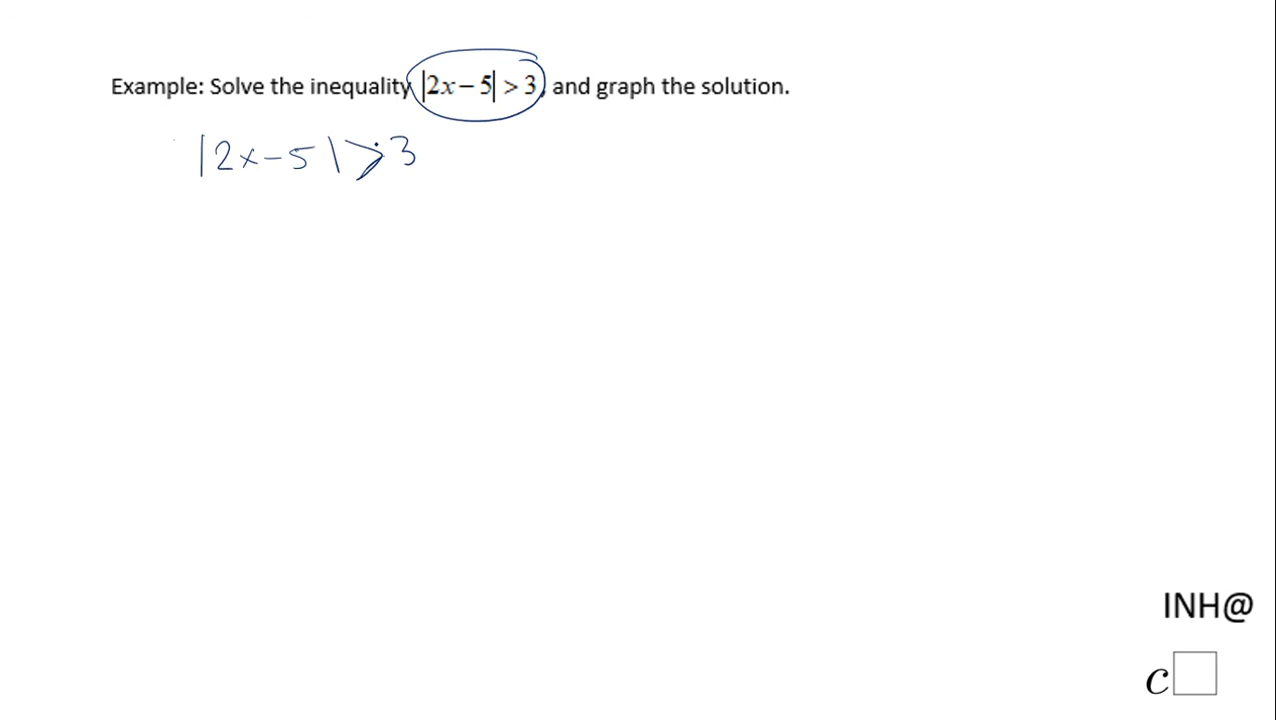 Example: Solve the inequality |2x − 5| > 3, and graph the solution.
|2x-5|>3
INH@
c